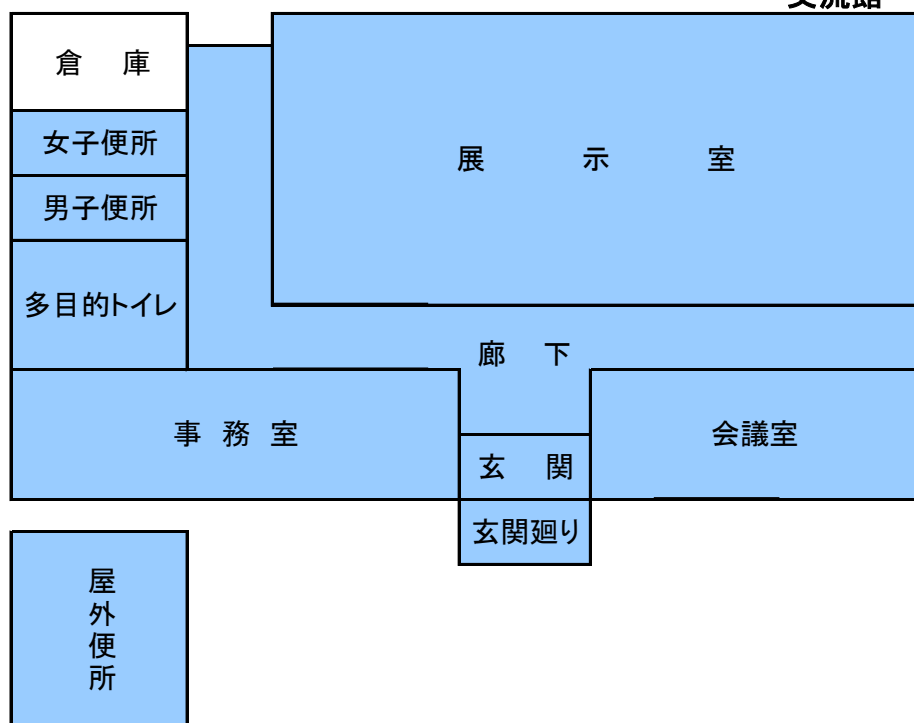 倉庫
女子便所
展示室
男子便所
多目的トイレ
廊下
事務室
会議室
玄関
玄関廻り
屋外便所